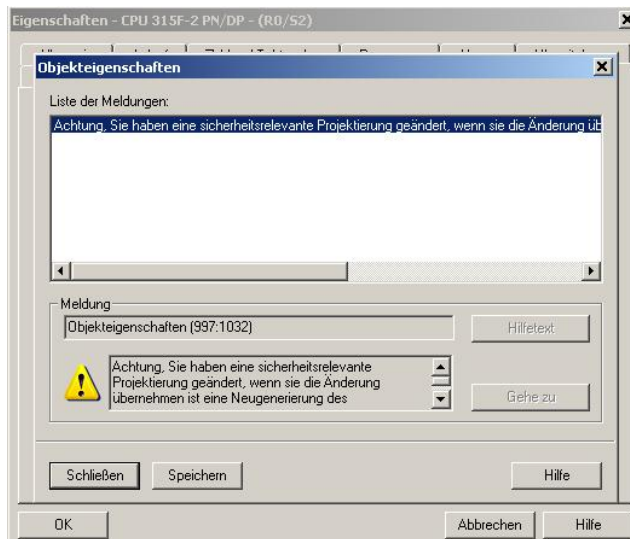 Eigenschaften - CPU 315F-2 PN/DP - (R0/S2)
Objekteigenschaften
Liste der Meldungen:
Achtung, Sie haben eine sicherheitsrelevante Projektierung geändert, wenn sie die Änderung üb
Meldung
Objekteigenschaften (997:1032)
Hilfetext
Achtung, Sie haben eine sicherheitsrelevante
Projektierung geändert, wenn sie die Änderung
übernehmen ist eine Neugenerierung des
Gehe zu
Schließen Speichern Hilfe
OK Abbrechen Hilfe